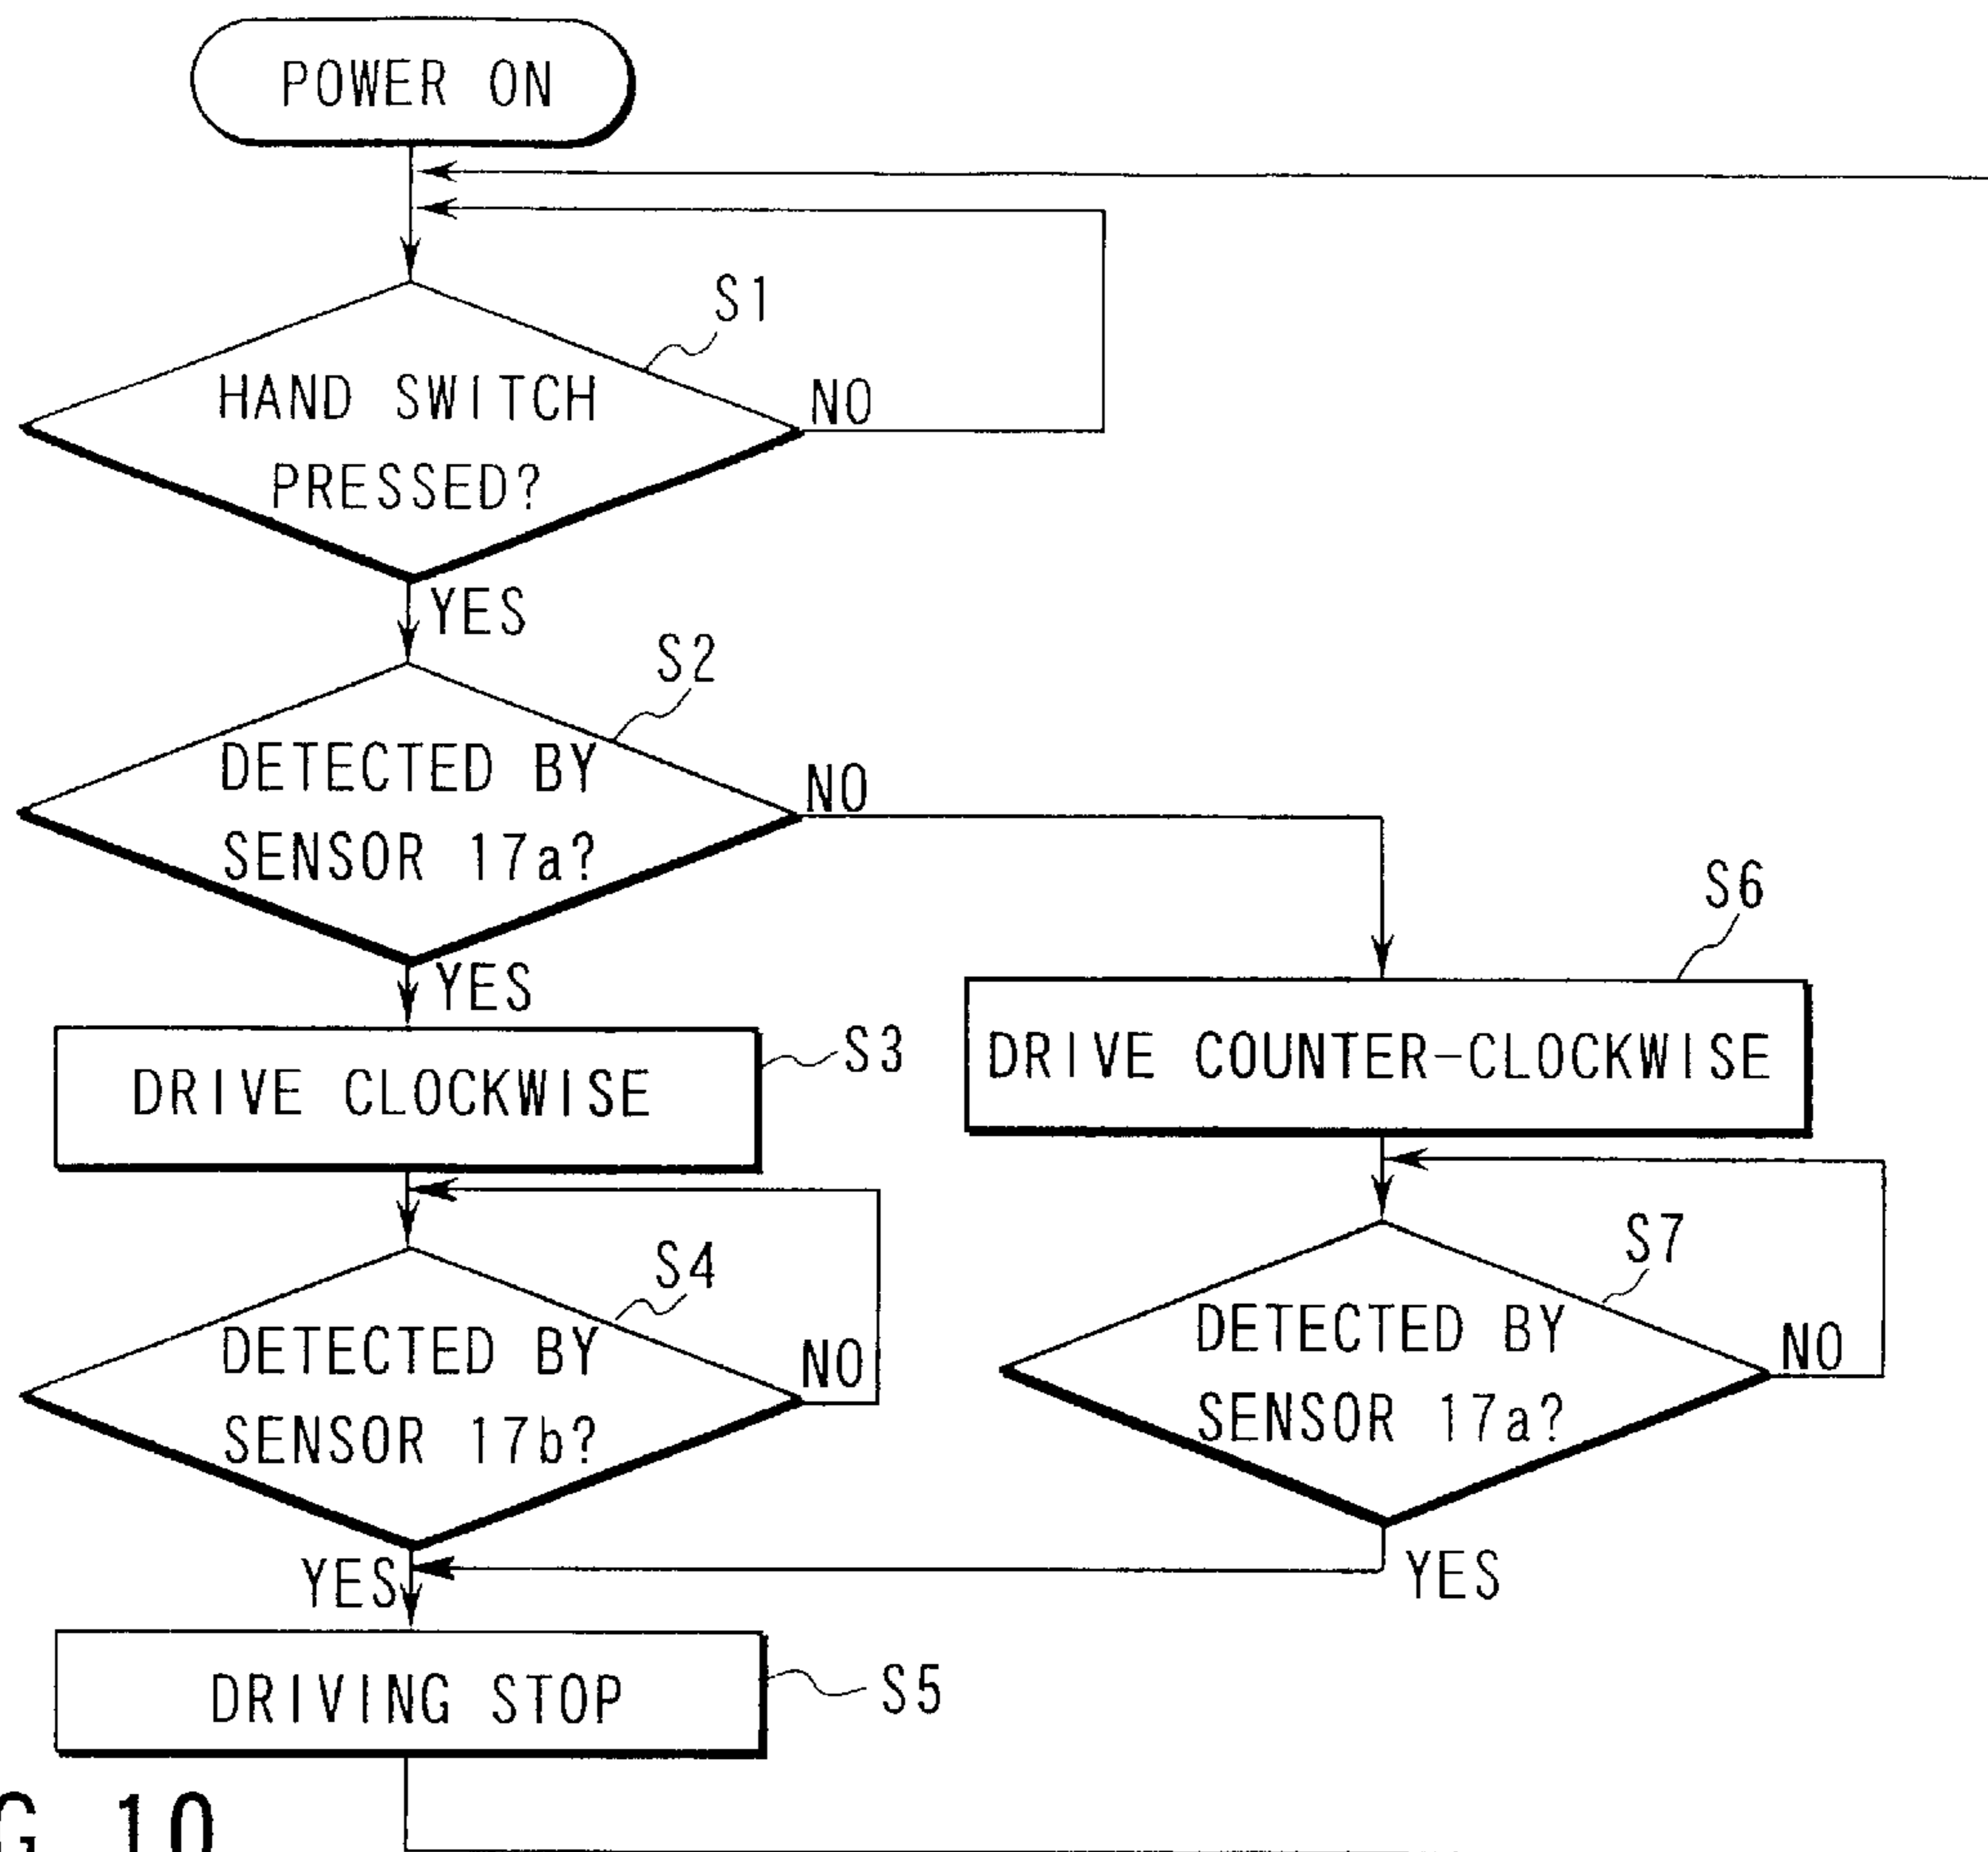 POWER ON
S1
HAND SWITCH
PRESSED?
NO
YES
S2
DETECTED BY
SENSOR 17a?
NO
YES
S6
DRIVE COUNTER-CLOCKWISE
S3
DRIVE CLOCKWISE
S4
DETECTED BY
SENSOR 17b?
NO
YES
S7
DETECTED BY
SENSOR 17a?
NO
YES
DRIVING STOP
S5
G 10